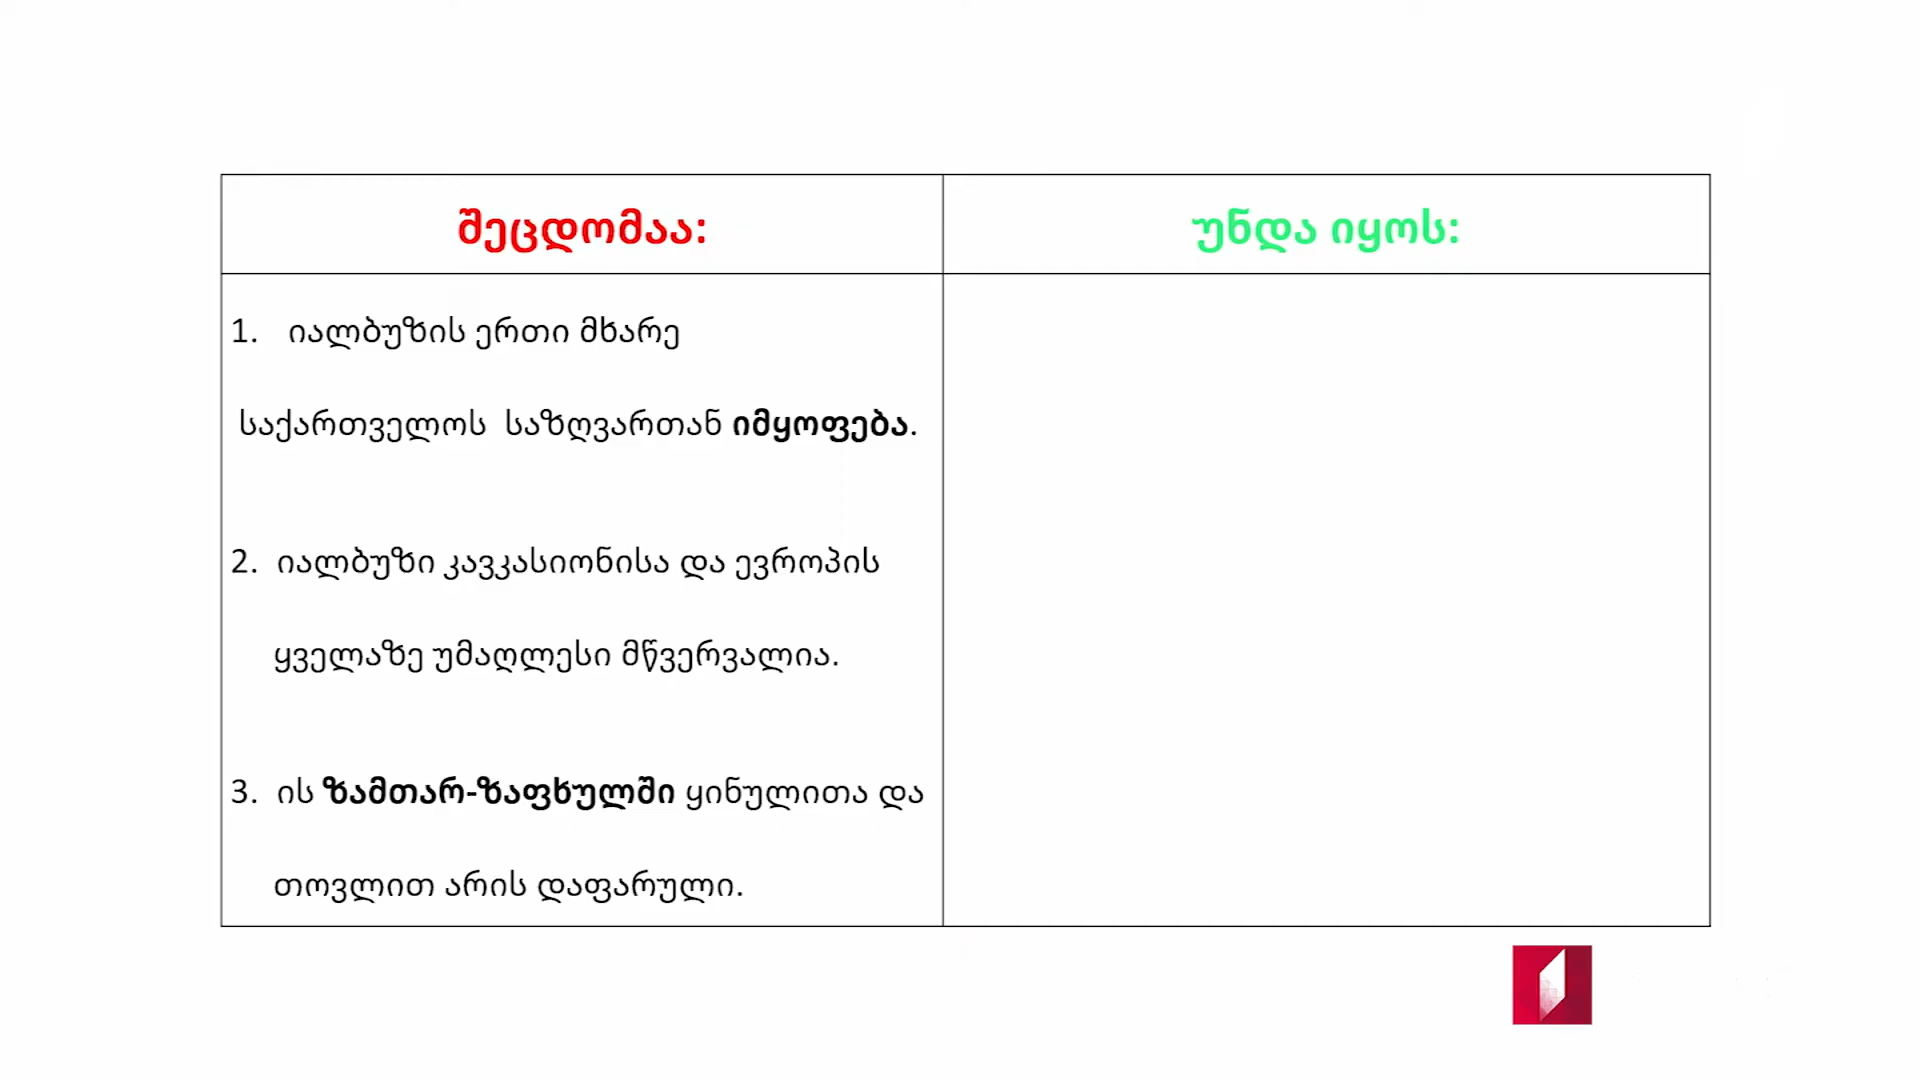 შეცდომაა:
უნდა იყოს:
1. იალბუზის ერთი მხარე
საქართველოს საზღვართან იმყოფება.
2. იალბუზი კავკასიონისა და ევროპის
ყველაზე უმაღლესი მწვერვალია.
3. ის ზამთარ-ზაფხულში ყინულითა და
თოვლით არის დაფარული.